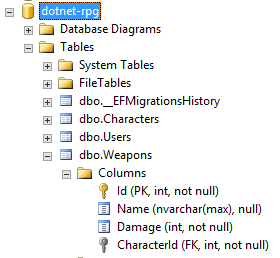 dotnet-rpg
Database Diagrams
Tables
System Tables
FileTables
dbo.__EFMigrationsHistory
dbo.Characters
dbo.Users
dbo.Weapons
Columns
Id (PK, int, not null)
Name (nvarchar(max), null)
Damage (int, not null)
CharacterId (FK, int, not null)